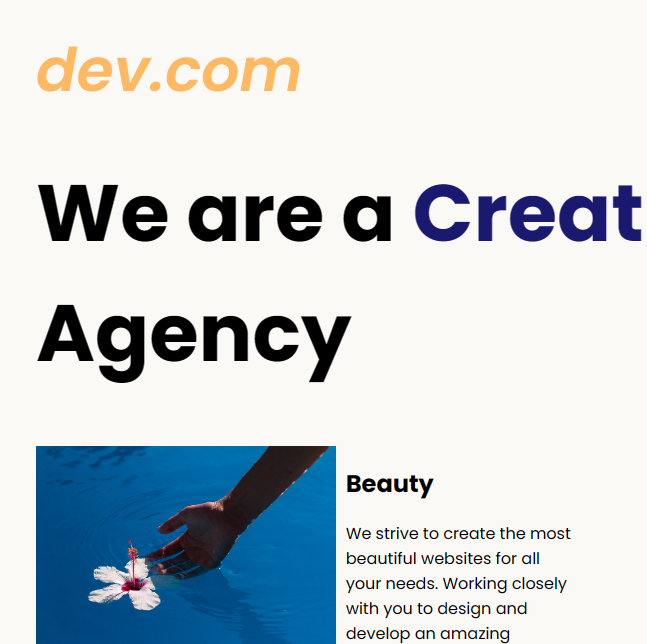 dev.com
We are a Creat
Agency
Beauty
We strive to create the most
beautiful websites for all
your needs. Working closely
with you to design and
develop an amazing